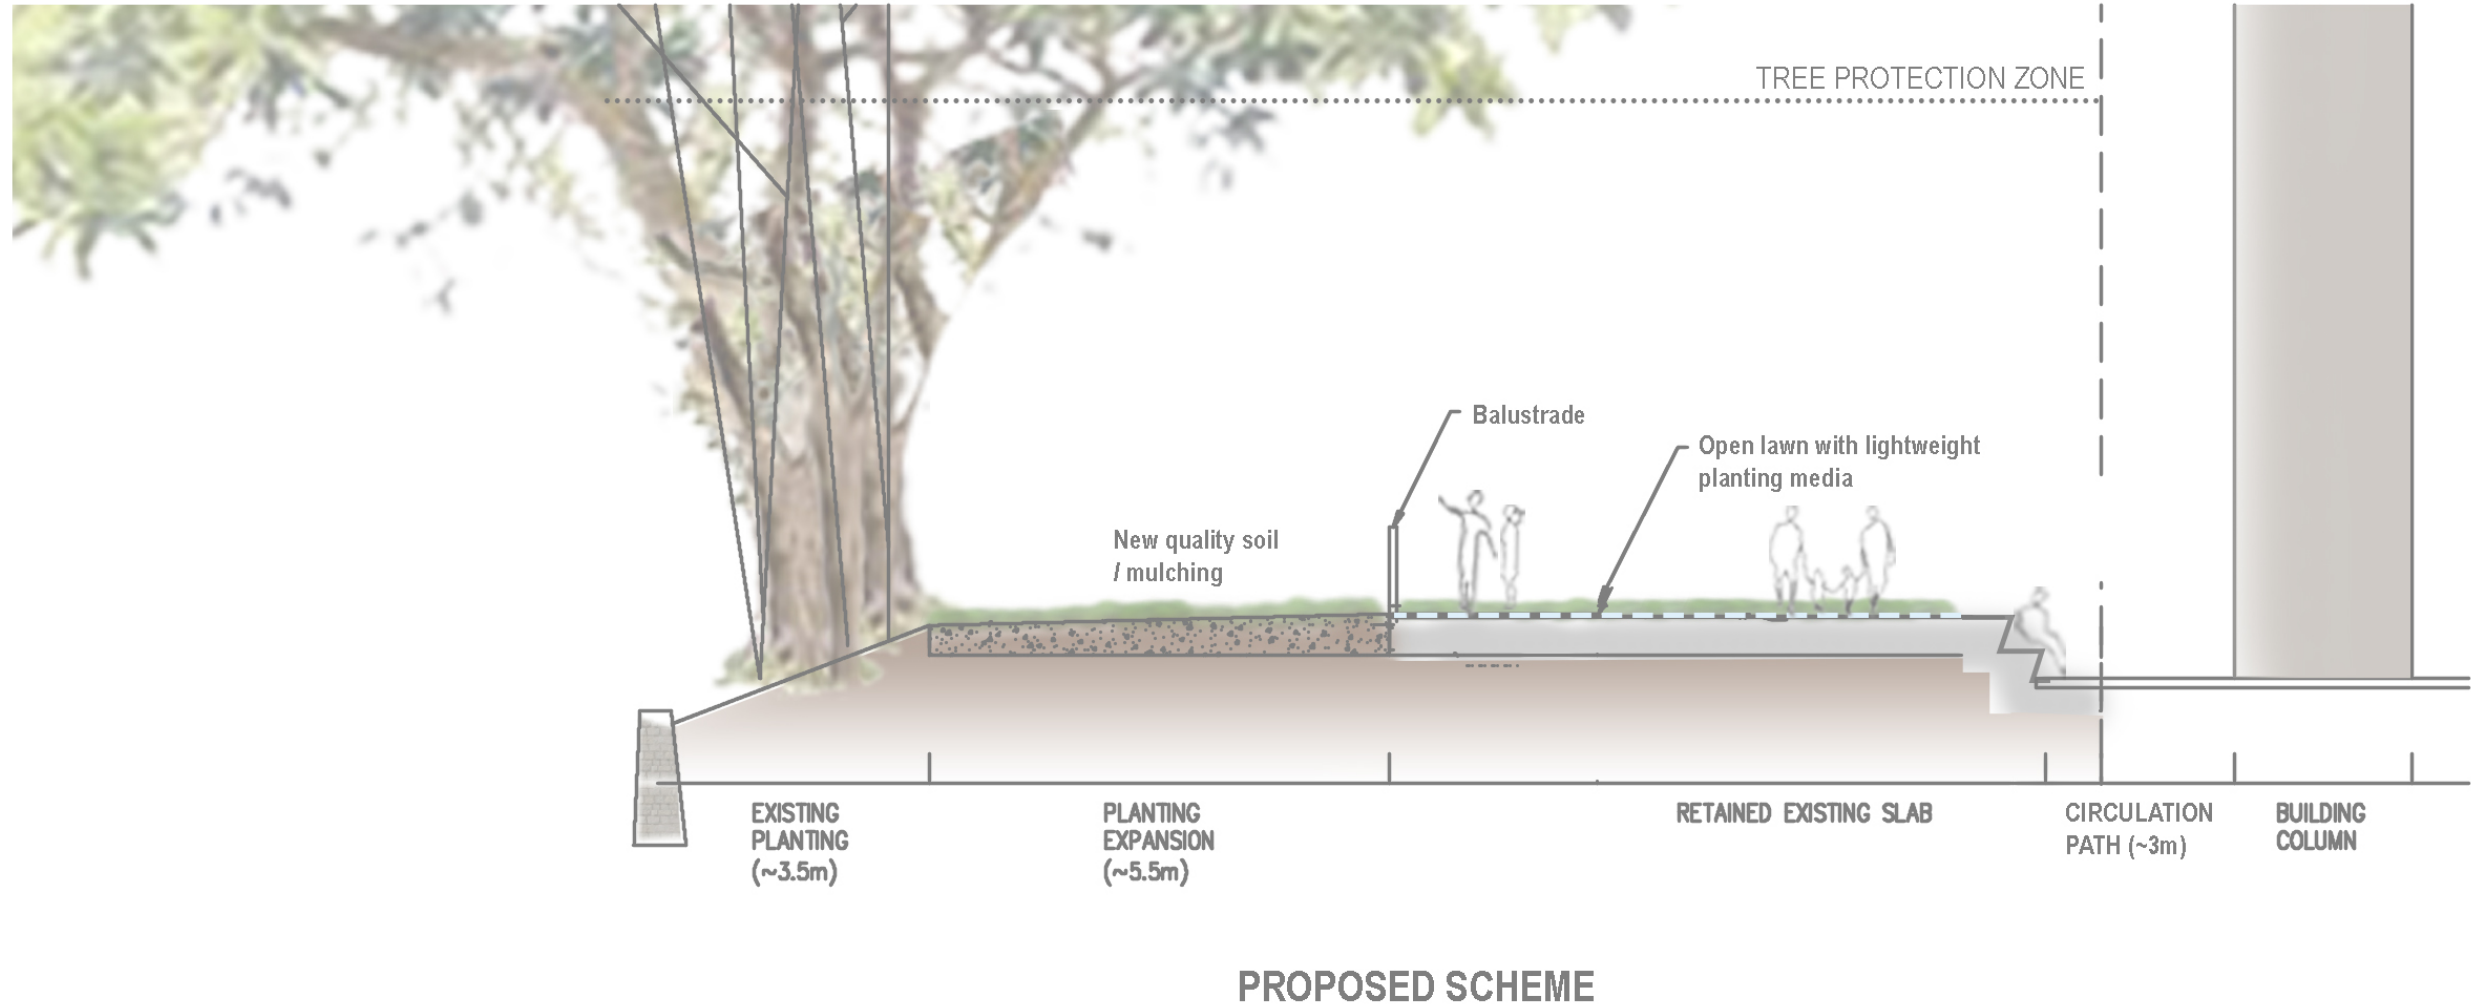 TREE PROTECTION ZONE
Balustrade
Open lawn with lightweight
planting media
New quality soil
/ mulching
EXISTING
PLANTING
(~3.5m)
PLANTING
EXPANSION
(~5.5m)
RETAINED EXISTING SLAB
CIRCULATION
PATH (~3m)
BUILDING
COLUMN
PROPOSED SCHEME